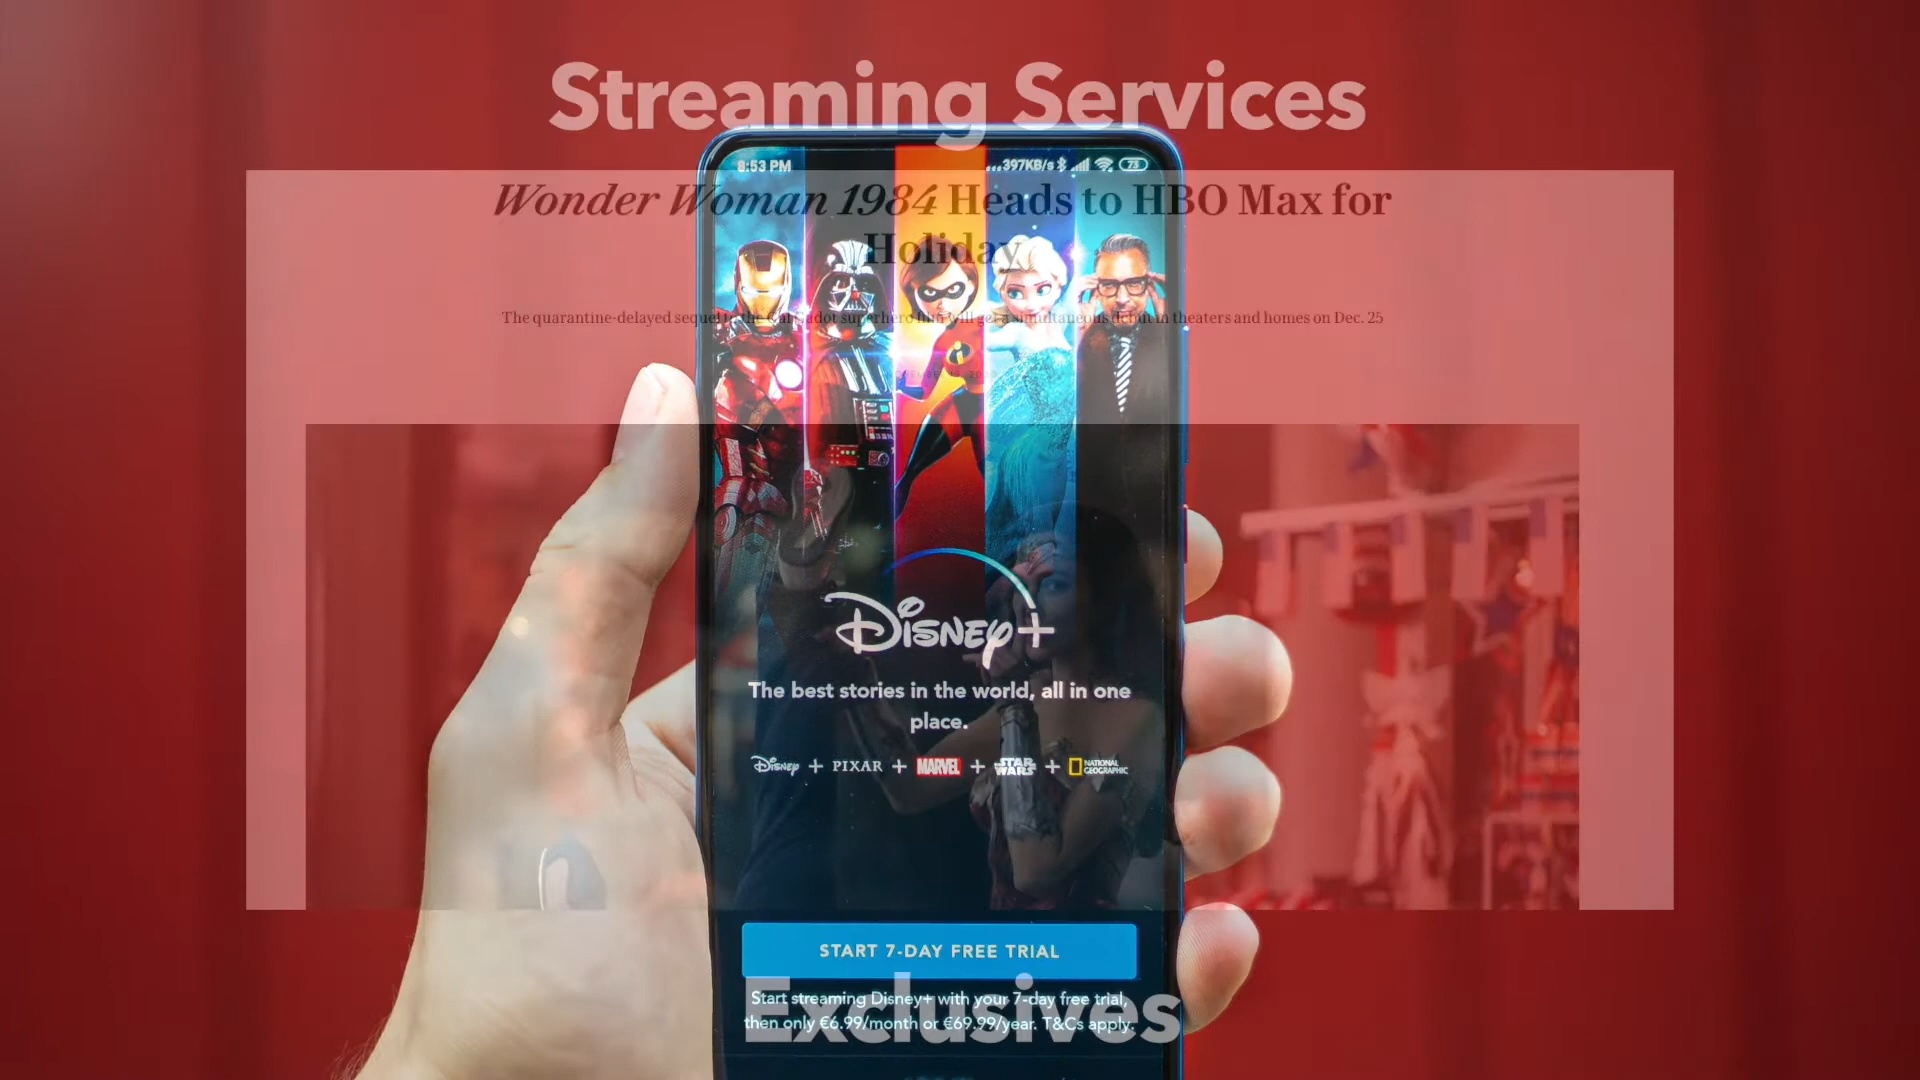 Streaming Services
8:53 PM
397KB/s
73
Wonder Woman 1984 Heads to HBO Max for
Holiday
The quarantine-delayed sequel to the Gal Gadot superhero film will get a simultaneous debut in theaters and homes on Dec. 25
Disney+
The best stories in the world, all in one
place.
Disney + PIXAR + MARVEL + STAR WARS + NATIONAL GEOGRAPHIC
START 7-DAY FREE TRIAL
Exclusives
Start streaming Disney+ with your 7-day free trial,
then only €6.99/month or €69.99/year. T&Cs apply.